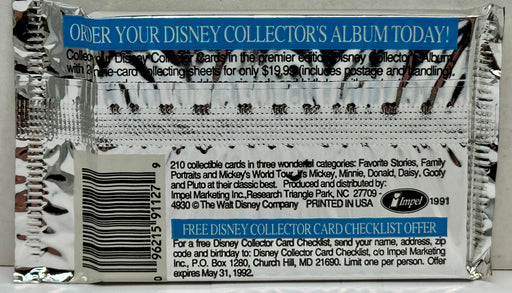 ORDER YOUR DISNEY COLLECTOR'S ALBUM TODAY!
Collect your Disney Collector Cards in the premier edition Disney Collector's Album
with 2 nine-card collecting sheets for only $19.95 (includes postage and handling).
210 collectible cards in three wonderful categories: Favorite Stories, Family
Portraits and Mickey's World Tour. It's Mickey, Minnie, Donald, Daisy, Goofy
and Pluto at their classic best. Produced and distributed by:
Impel Marketing Inc., Research Triangle Park, NC 27709 -
4930 © The Walt Disney Company PRINTED IN USA
Impel 1991
0 96215 91127 9
FREE DISNEY COLLECTOR CARD CHECKLIST OFFER
For a free Disney Collector Card Checklist, send your name, address, zip
code and birthday to: Disney Collector Card Checklist, c/o Impel Marketing
Inc., P.O. Box 1280, Church Hill, MD 21690. Limit one per person. Offer
expires May 31, 1992.